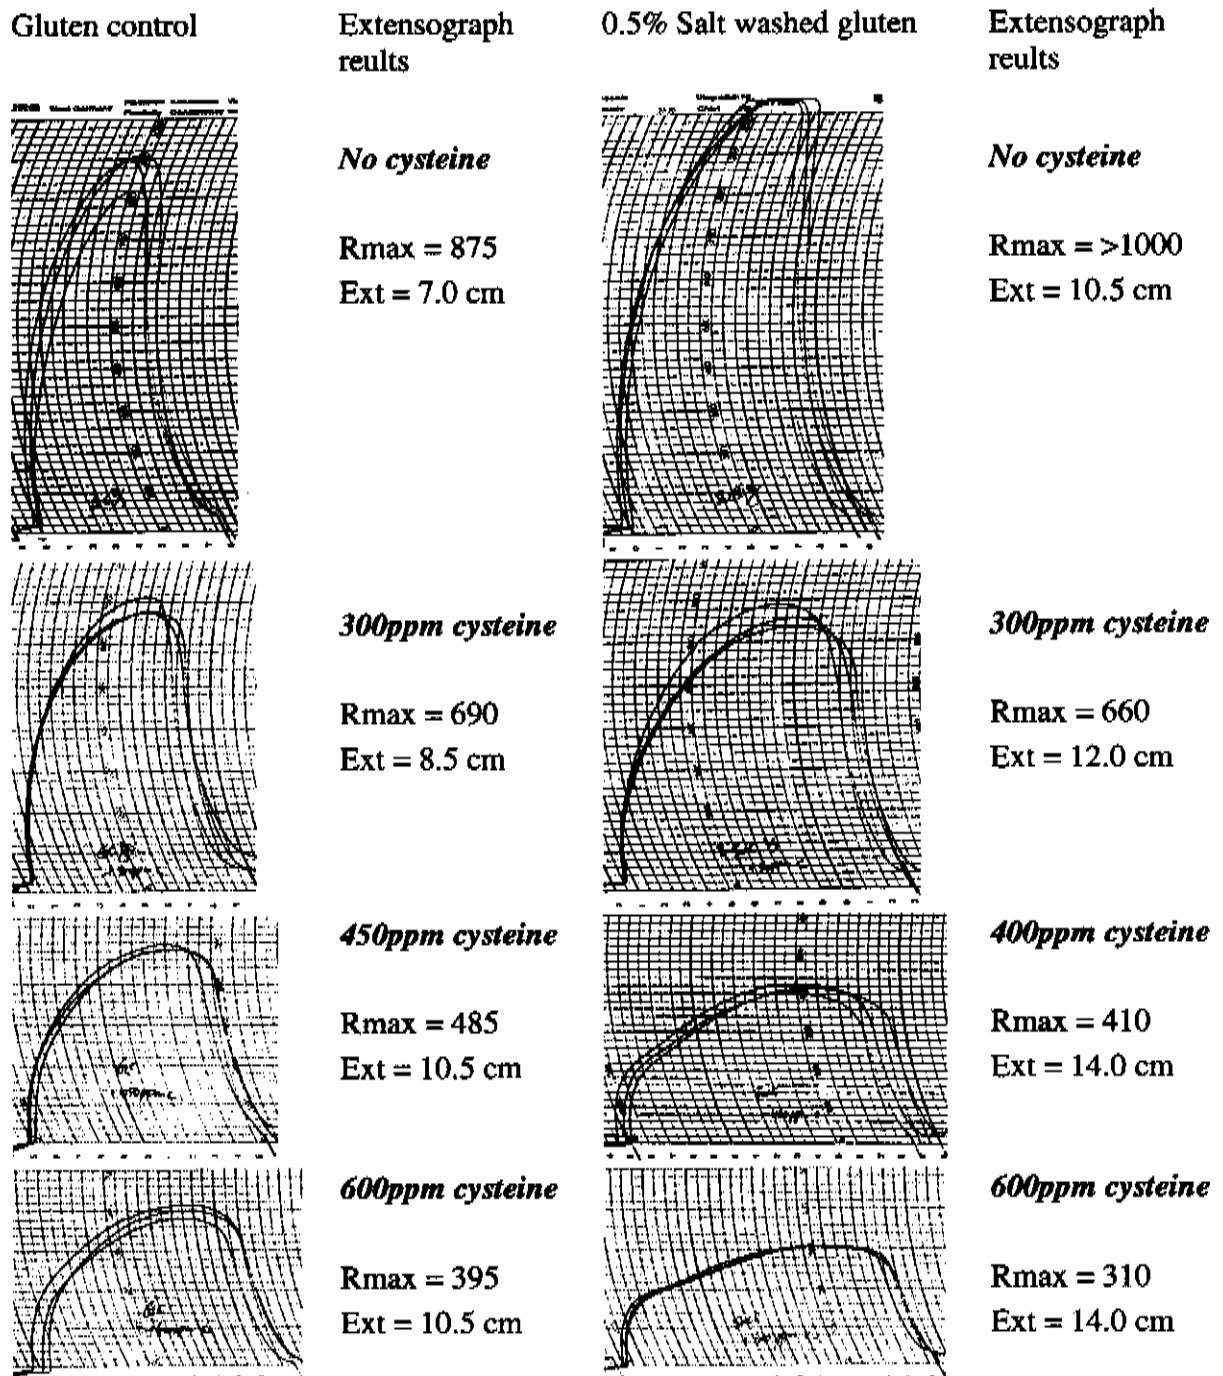 Gluten control
Extensograph
reults
0.5% Salt washed gluten
Extensograph
reults
No cysteine
Rmax = 875
Ext = 7.0 cm
No cysteine
Rmax = >1000
Ext = 10.5 cm
300ppm cysteine
Rmax = 690
Ext = 8.5 cm
300ppm cysteine
Rmax = 660
Ext = 12.0 cm
450ppm cysteine
Rmax = 485
Ext = 10.5 cm
400ppm cysteine
Rmax = 410
Ext = 14.0 cm
600ppm cysteine
Rmax = 395
Ext = 10.5 cm
600ppm cysteine
Rmax = 310
Ext = 14.0 cm